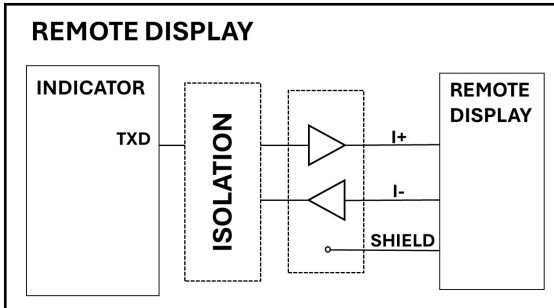 REMOTE DISPLAY
INDICATOR
TXD
ISOLATION
I+
I-
SHIELD
REMOTE
DISPLAY